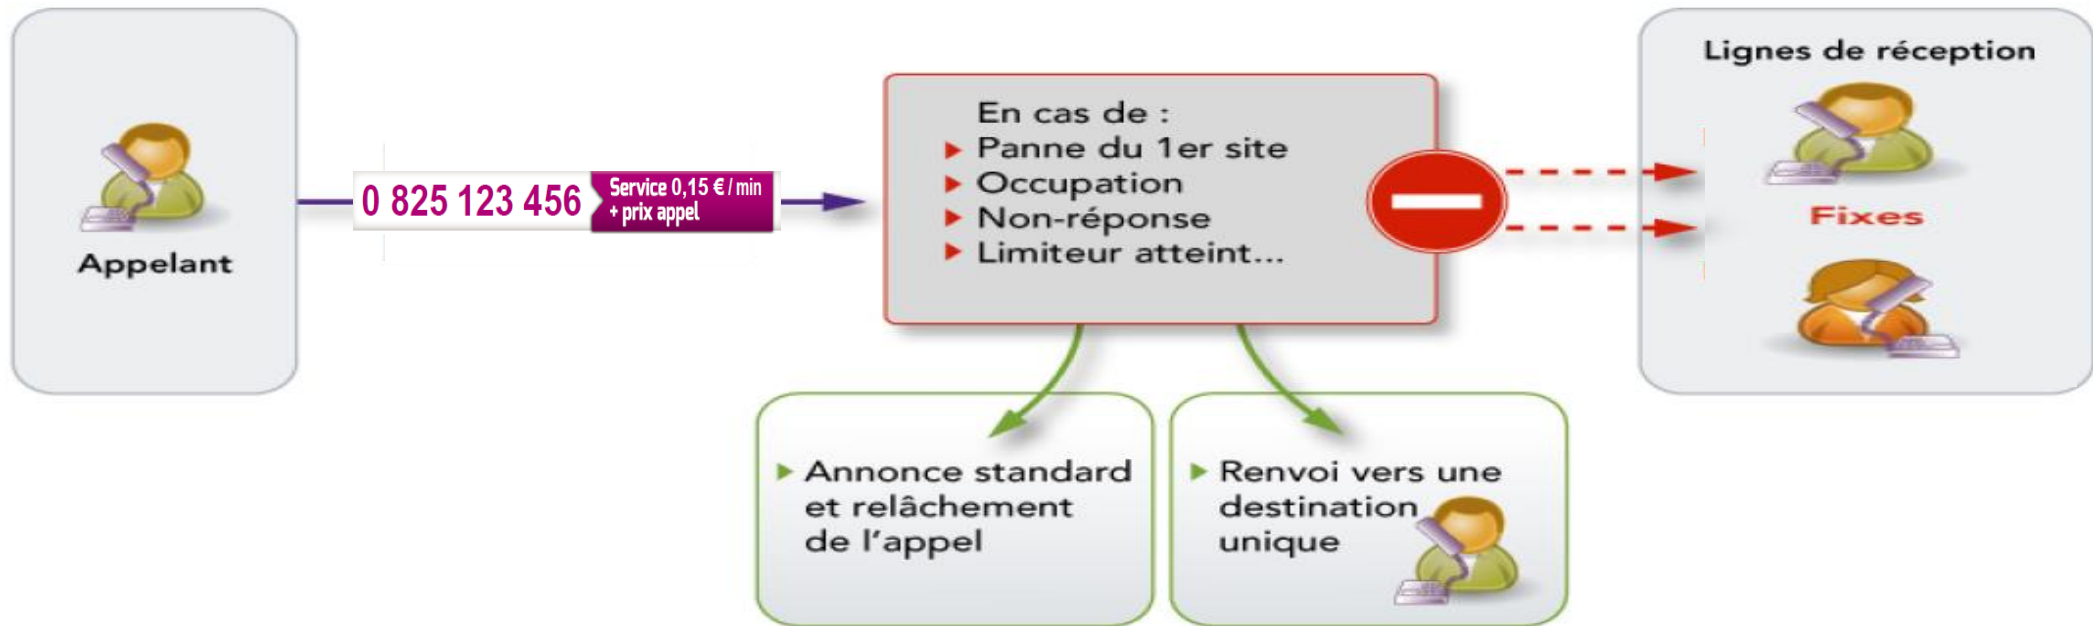 Appelant
0 825 123 456
Service 0,15 € / min
+ prix appel
En cas de :
Panne du 1er site
Occupation
Non-réponse
Limiteur atteint...
Lignes de réception
Fixes
Annonce standard
et relâchement
de l'appel
Renvoi vers une
destination
unique